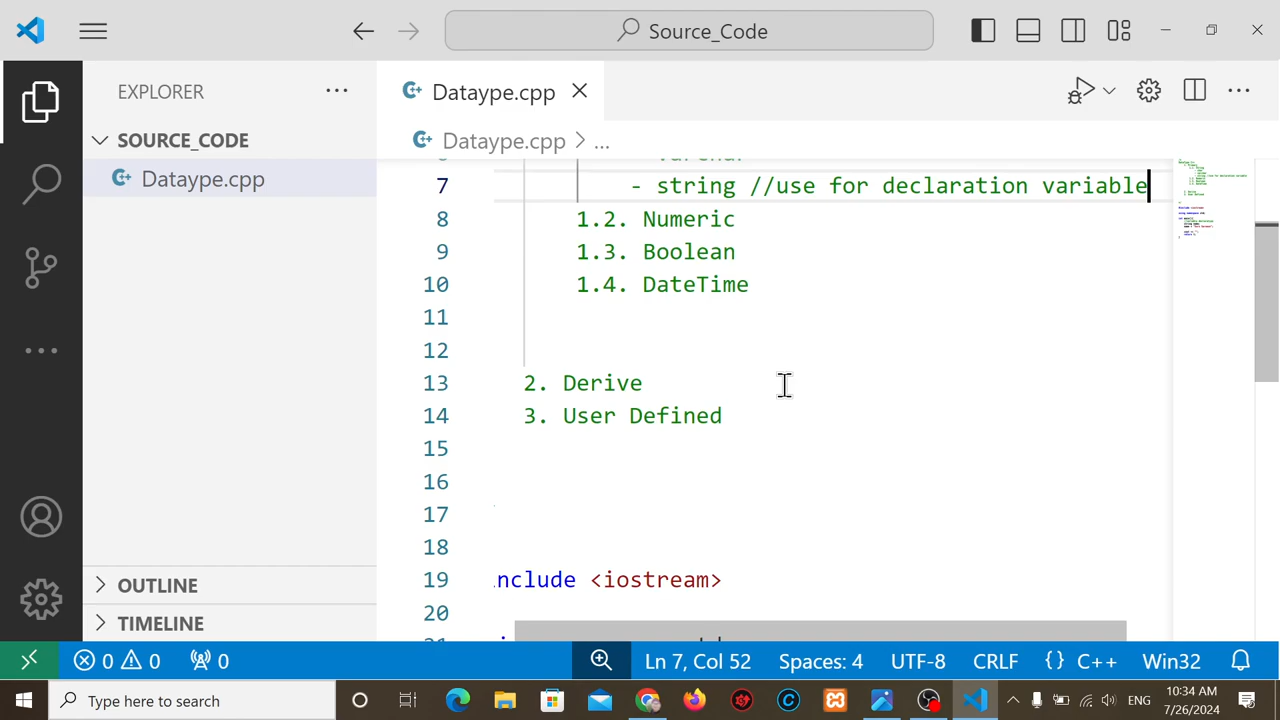 Source_Code
EXPLORER
Dataype.cpp
SOURCE_CODE
Dataype.cpp > ...
Dataype.cpp
7 - string //use for declaration variable
8 1.2. Numeric
9 1.3. Boolean
10 1.4. DateTime
11
12
13 2. Derive
14 3. User Defined
15
16
17
18
19 nclude <iostream>
20
OUTLINE
TIMELINE
0 0 0
Ln 7, Col 52
Spaces: 4
UTF-8
CRLF
{} C++
Win32
Type here to search
ENG
10:34 AM
7/26/2024